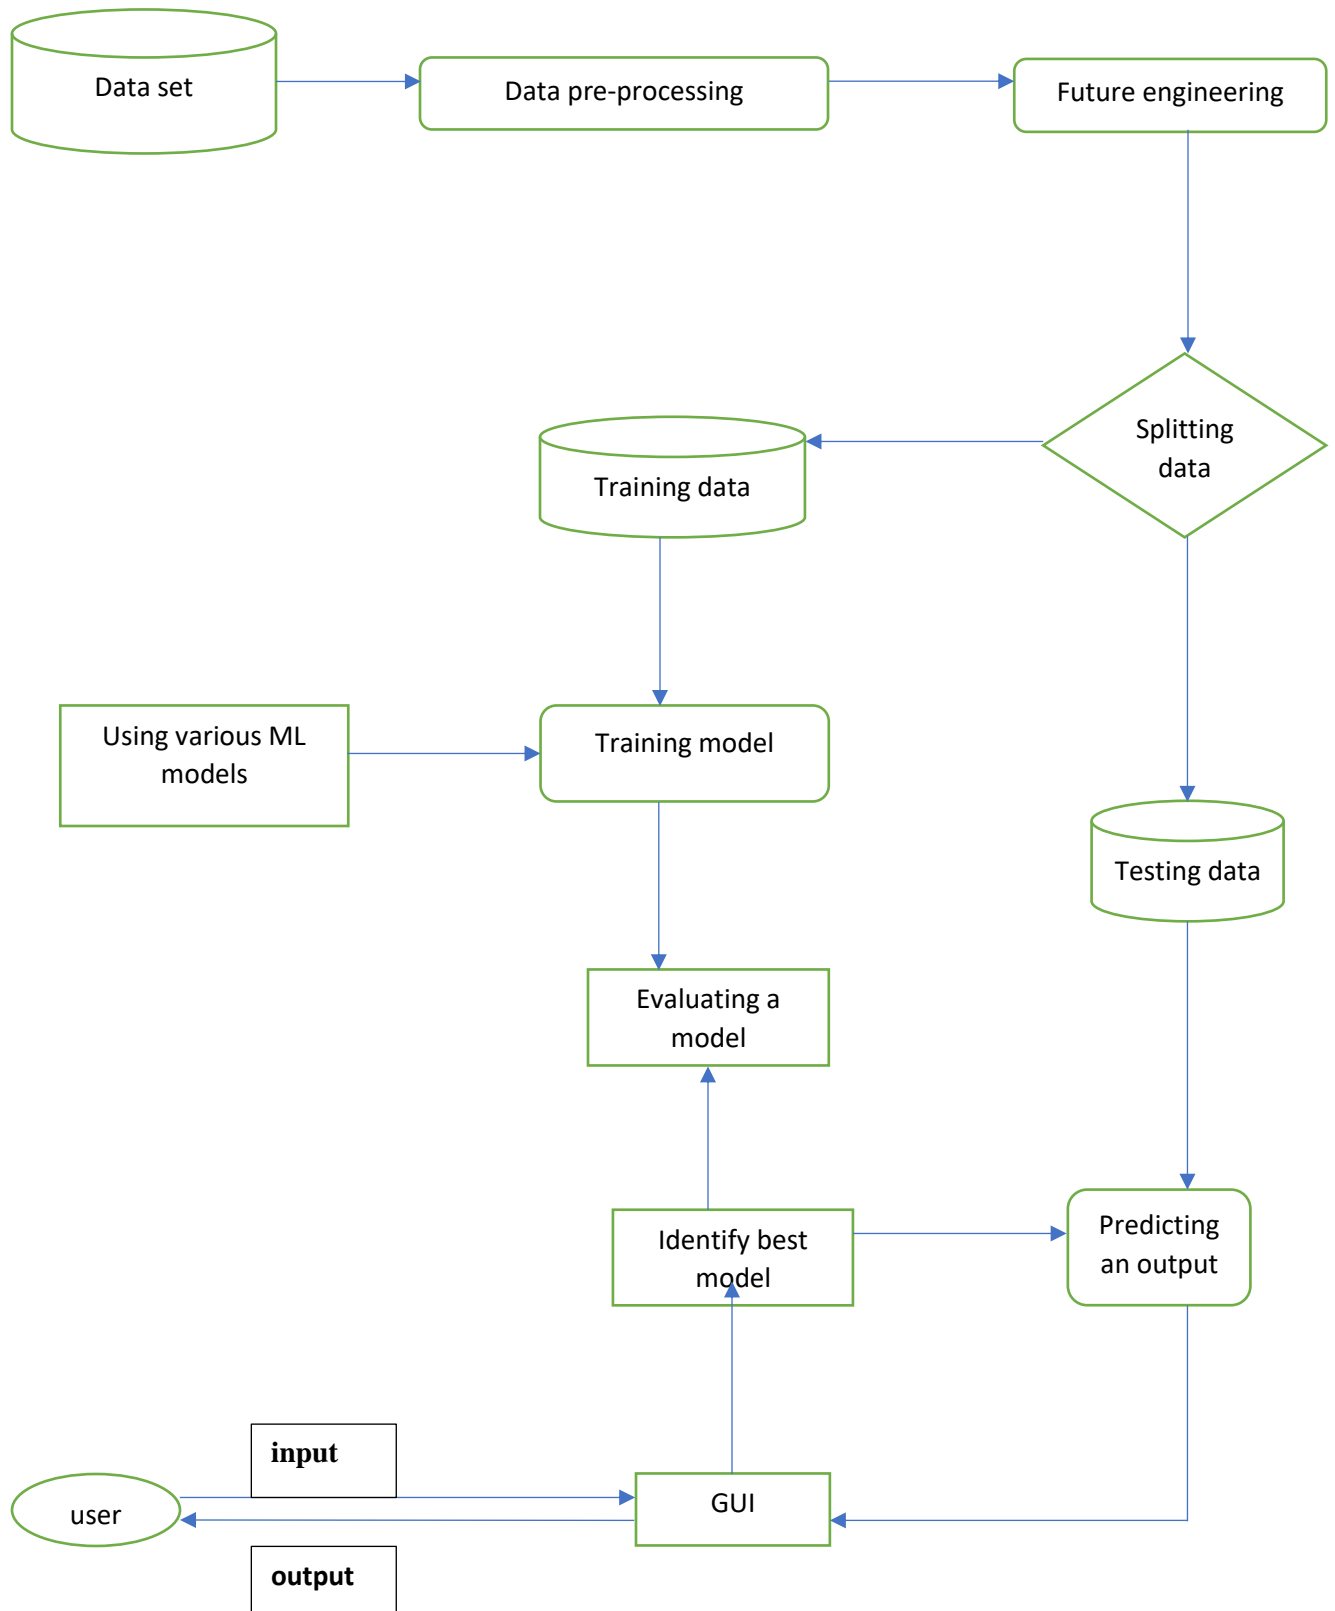 Data set
Data pre-processing
Future engineering
Splitting
data
Training data
Using various ML
models
Training model
Testing data
Evaluating a
model
Identify best
model
Predicting
an output
input
user
GUI
output